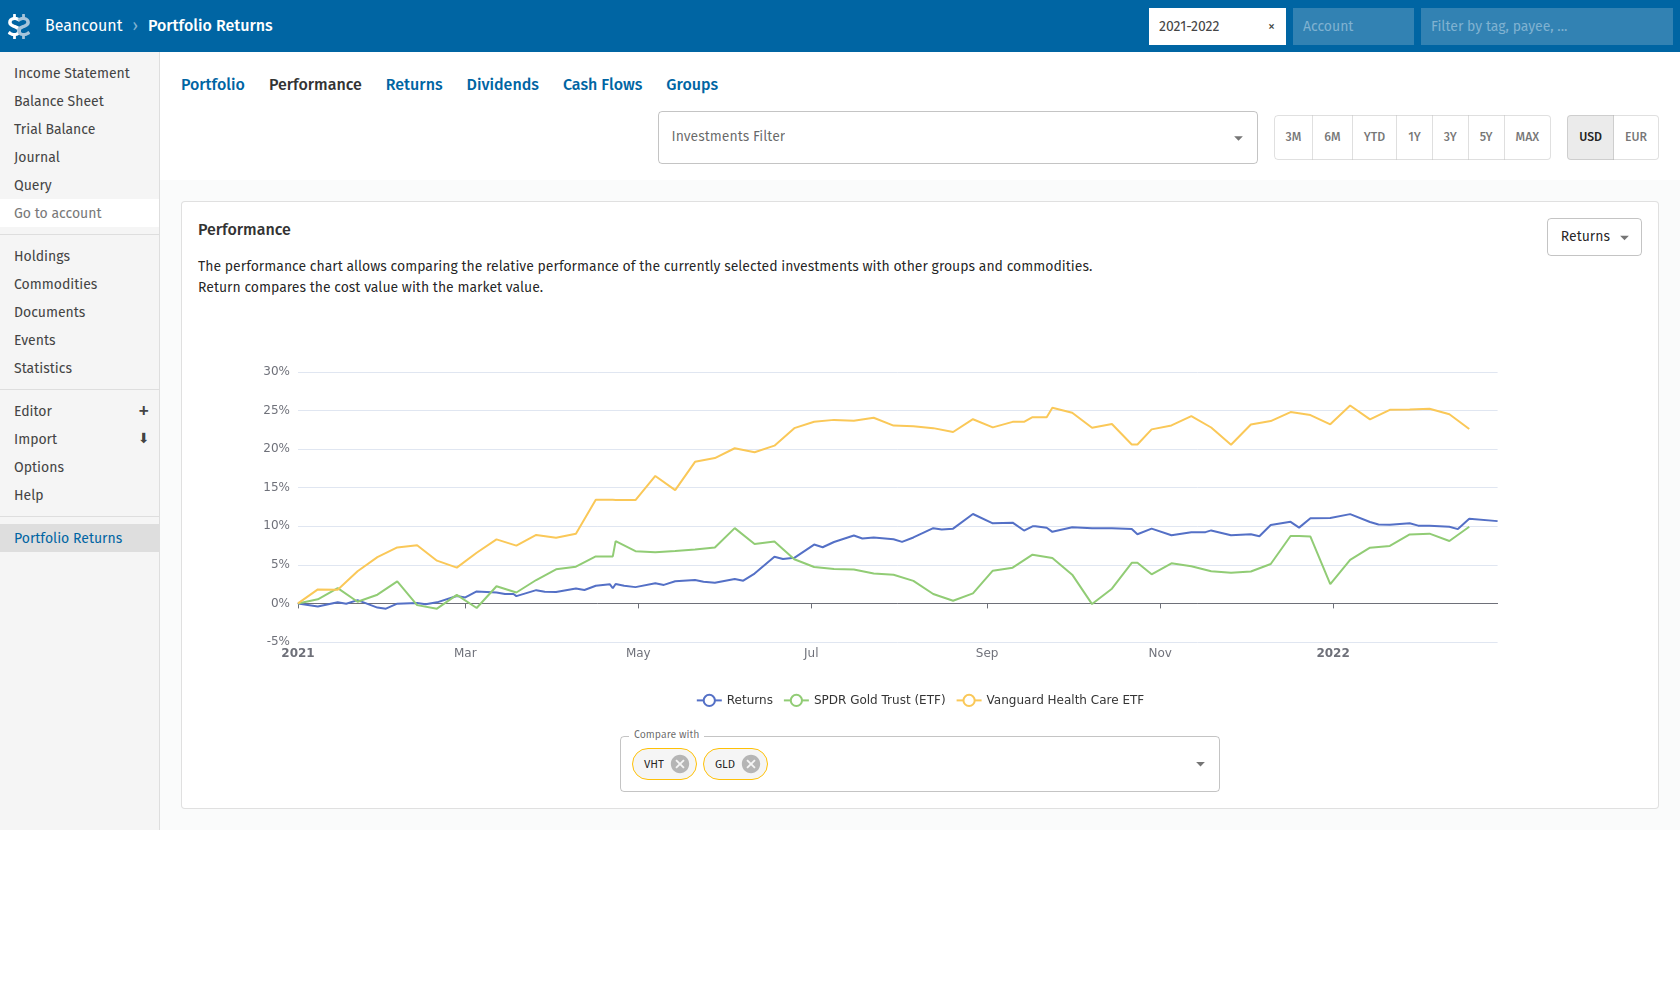 Beancount › Portfolio Returns
2021-2022 ×
Account
Filter by tag, payee, ...
Income Statement
Balance Sheet
Trial Balance
Journal
Query
Go to account
Holdings
Commodities
Documents
Events
Statistics
Editor +
Import ⬇
Options
Help
Portfolio Returns
Portfolio Performance Returns Dividends Cash Flows Groups
Investments Filter
3M 6M YTD 1Y 3Y 5Y MAX
USD EUR
Performance
Returns
The performance chart allows comparing the relative performance of the currently selected investments with other groups and commodities.
Return compares the cost value with the market value.
30%
25%
20%
15%
10%
5%
0%
-5%
2021 Mar May Jul Sep Nov 2022
Returns SPDR Gold Trust (ETF) Vanguard Health Care ETF
Compare with
VHT GLD